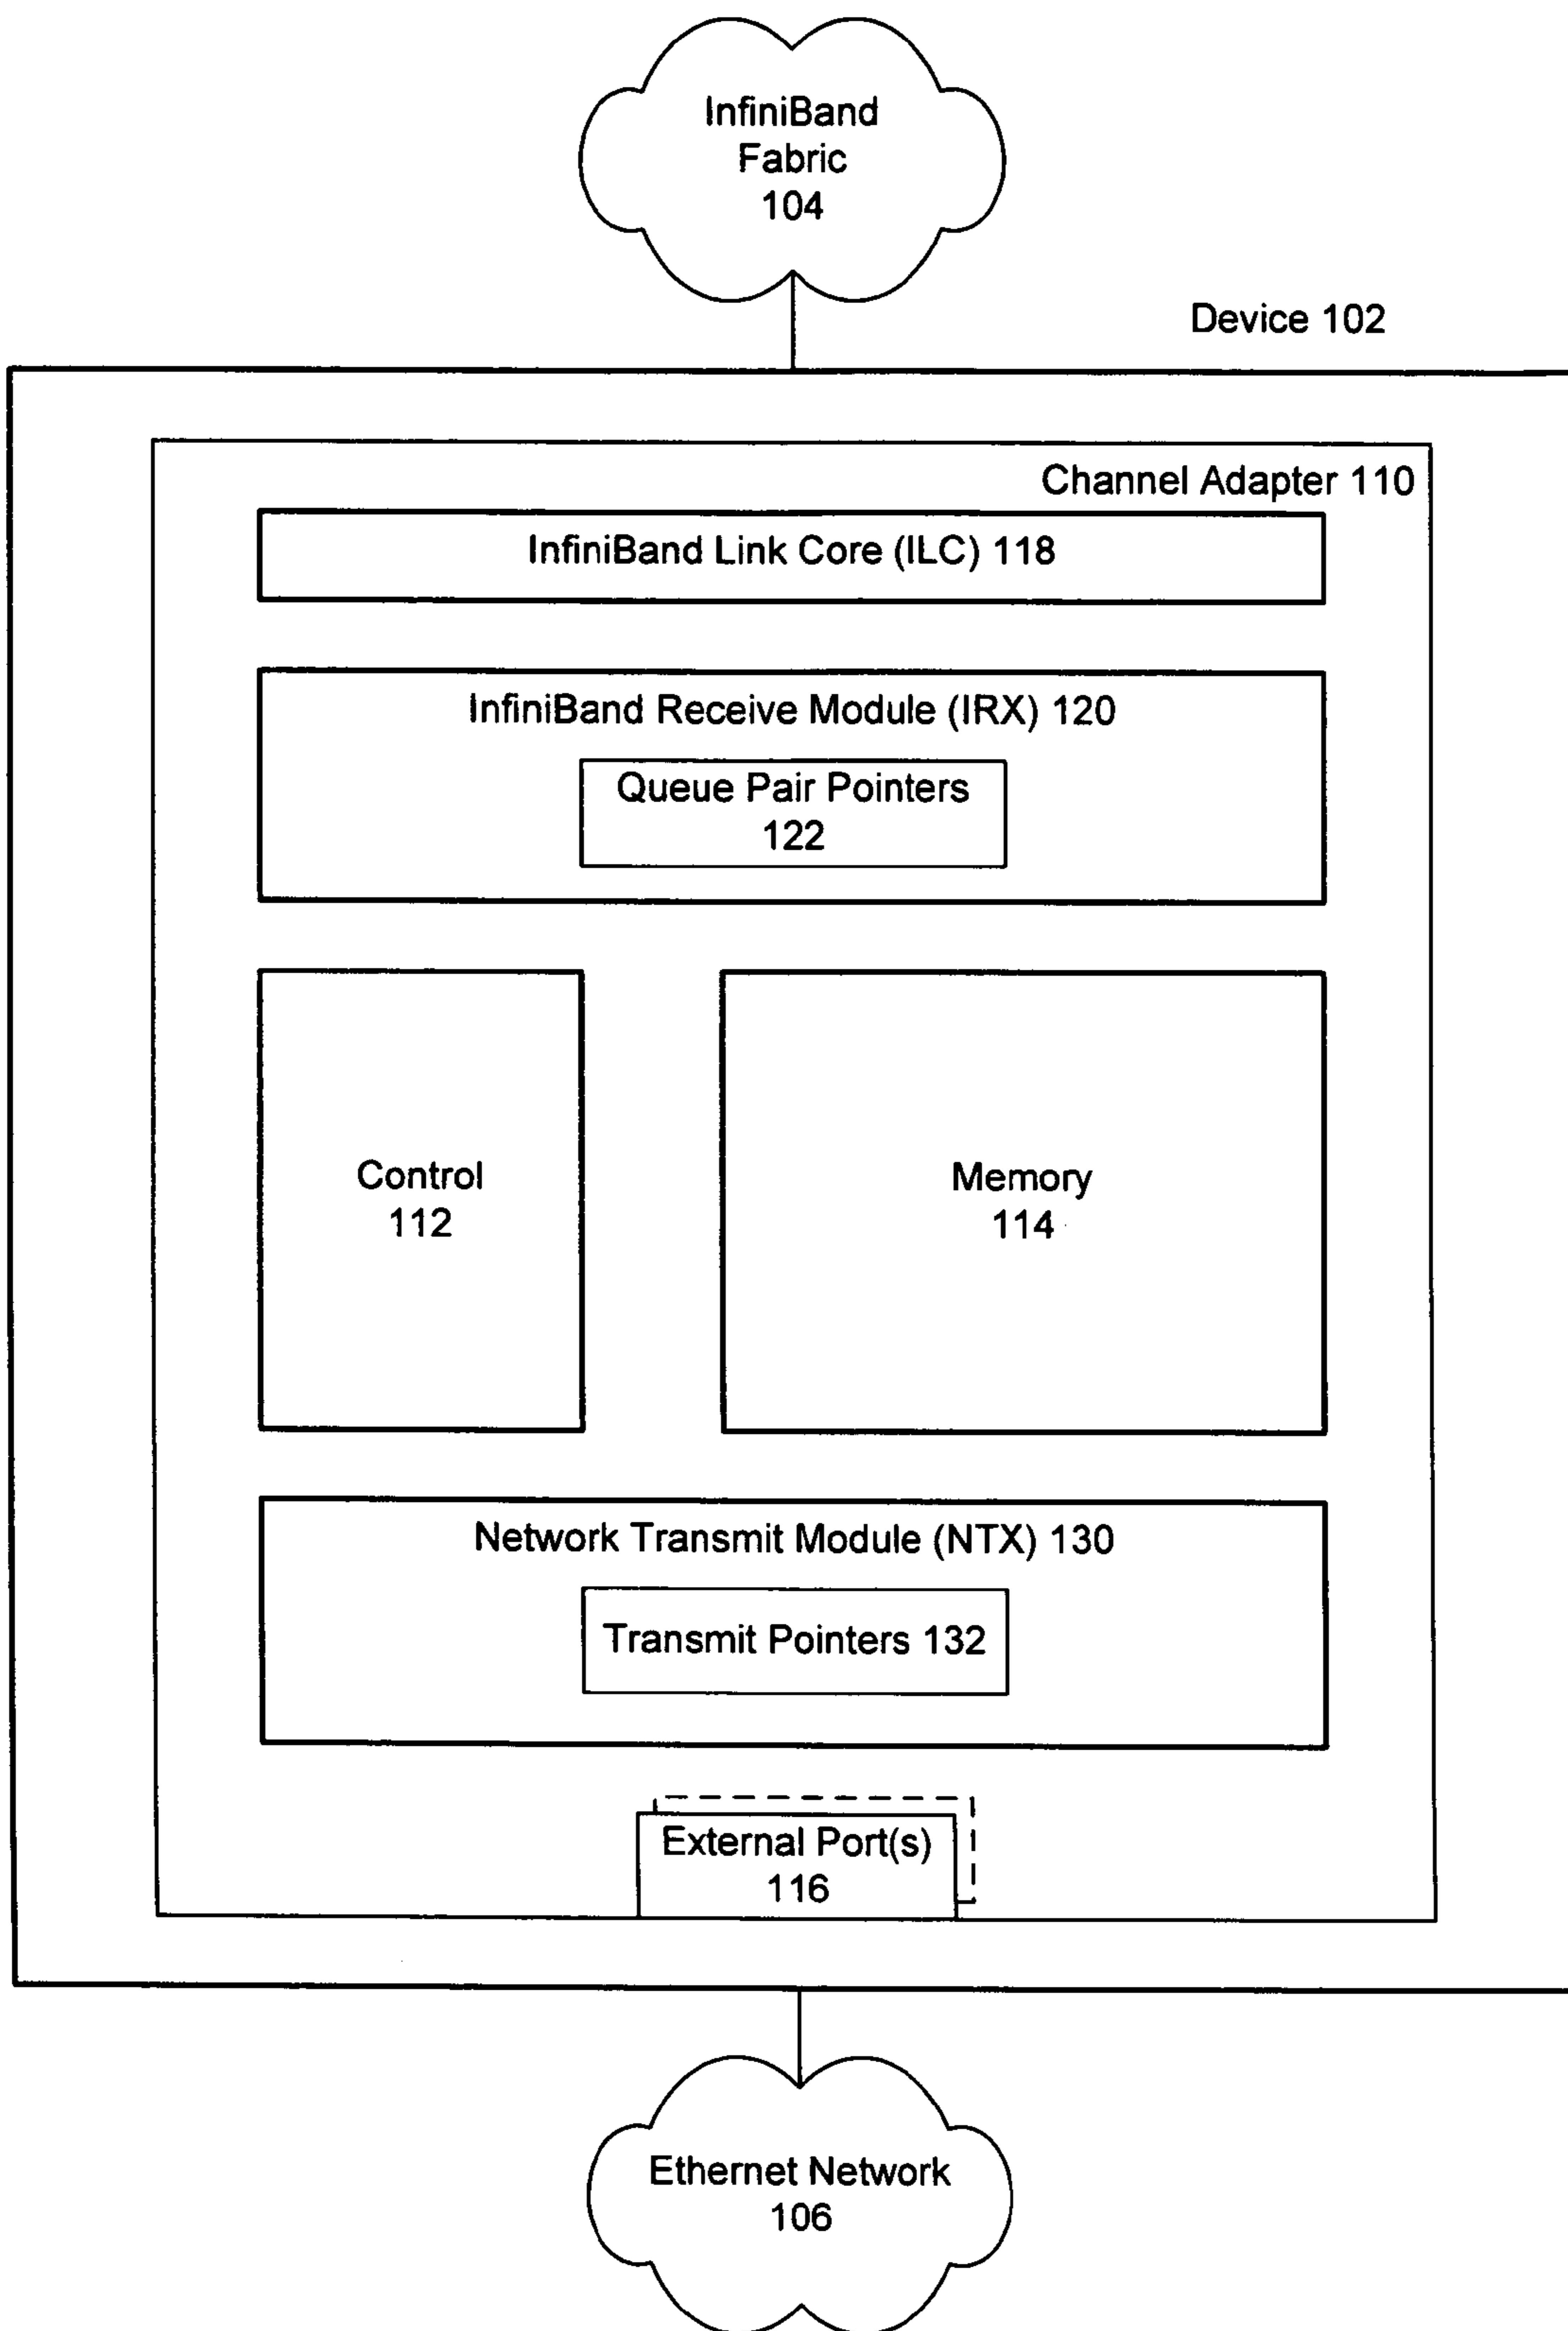 InfiniBand
Fabric
104
Device 102
Channel Adapter 110
InfiniBand Link Core (ILC) 118
InfiniBand Receive Module (IRX) 120
Queue Pair Pointers
122
Control
112
Memory
114
Network Transmit Module (NTX) 130
Transmit Pointers 132
External Port(s)
116
Ethernet Network
106